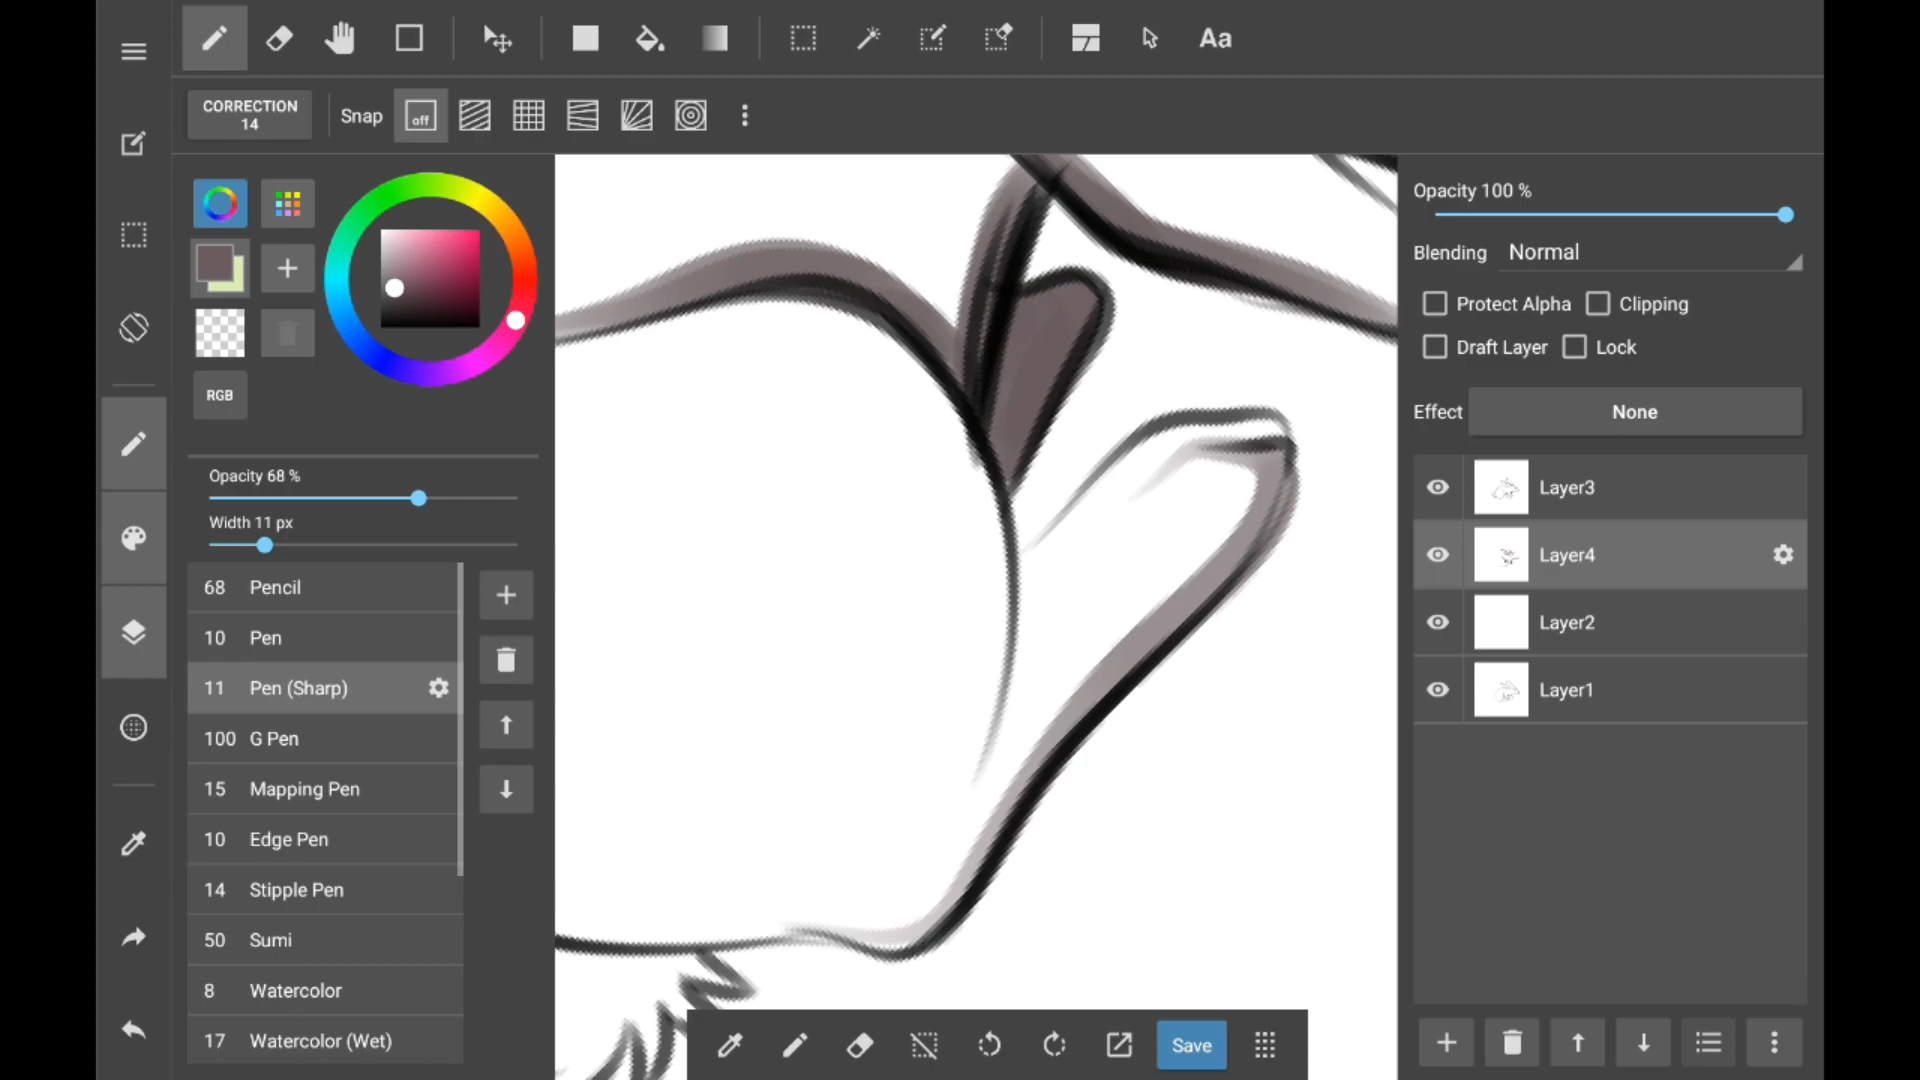 Aa
CORRECTION
14
Snap
off
RGB
Opacity 68 %
Width 11 px
68 Pencil
10 Pen
11 Pen (Sharp)
100 G Pen
15 Mapping Pen
10 Edge Pen
14 Stipple Pen
50 Sumi
8 Watercolor
17 Watercolor (Wet)
Save
Opacity 100 %
Blending Normal
Protect Alpha Clipping
Draft Layer Lock
Effect None
Layer3
Layer4
Layer2
Layer1